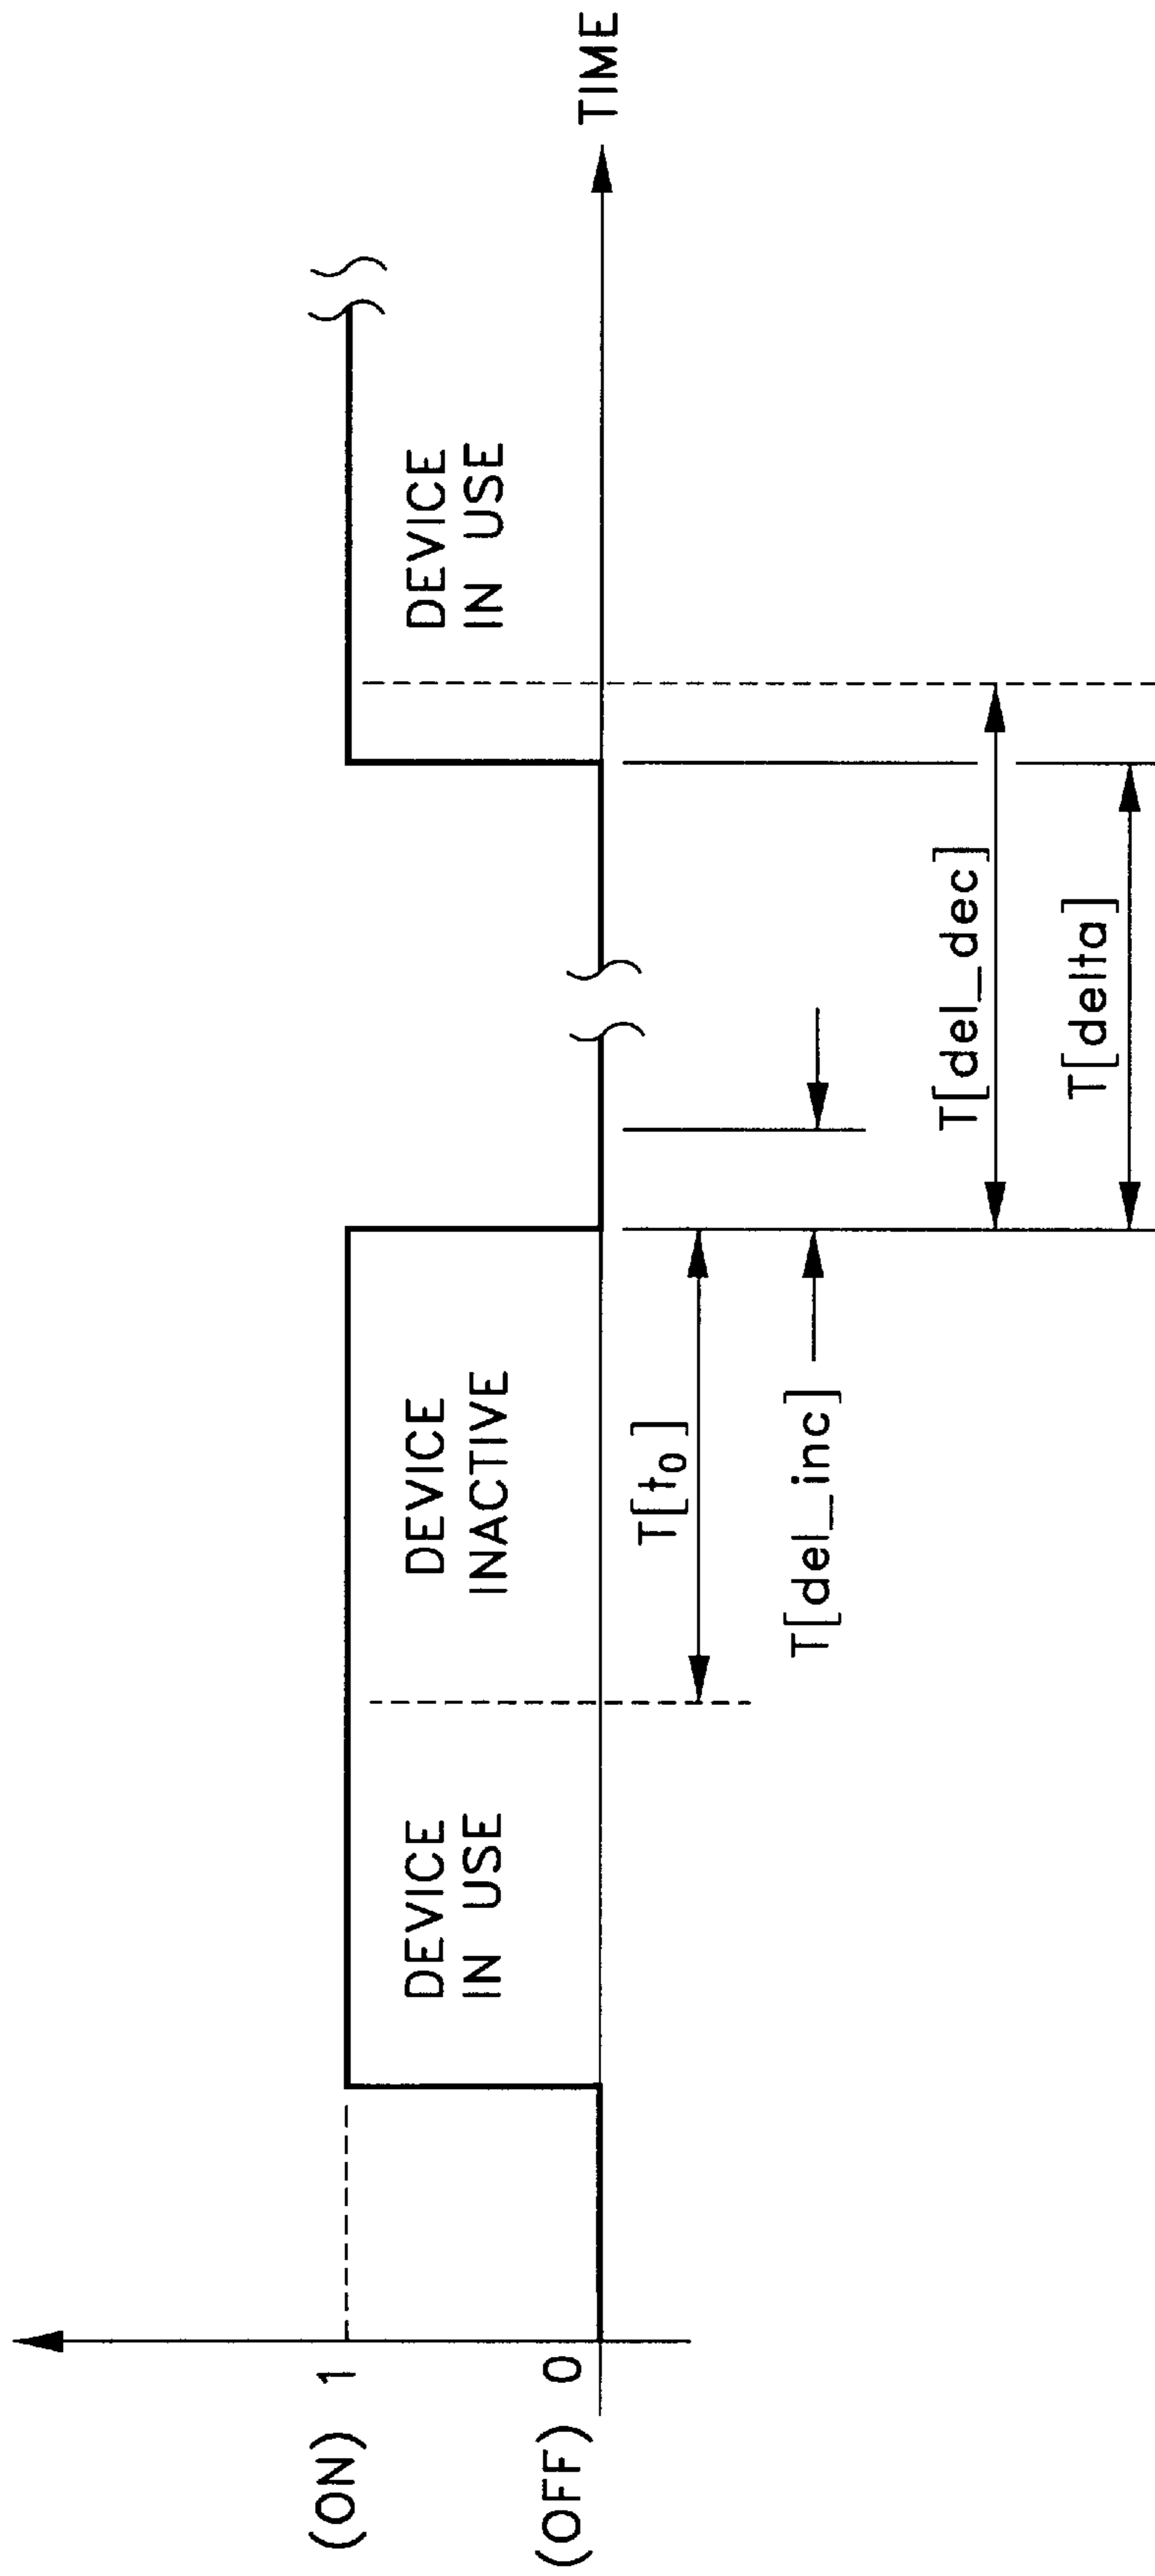 (ON) 1
(OFF) 0
DEVICE
IN USE
DEVICE
INACTIVE
DEVICE
IN USE
TIME
T[t₀]
T[del_inc]
T[del_dec]
T[delta]